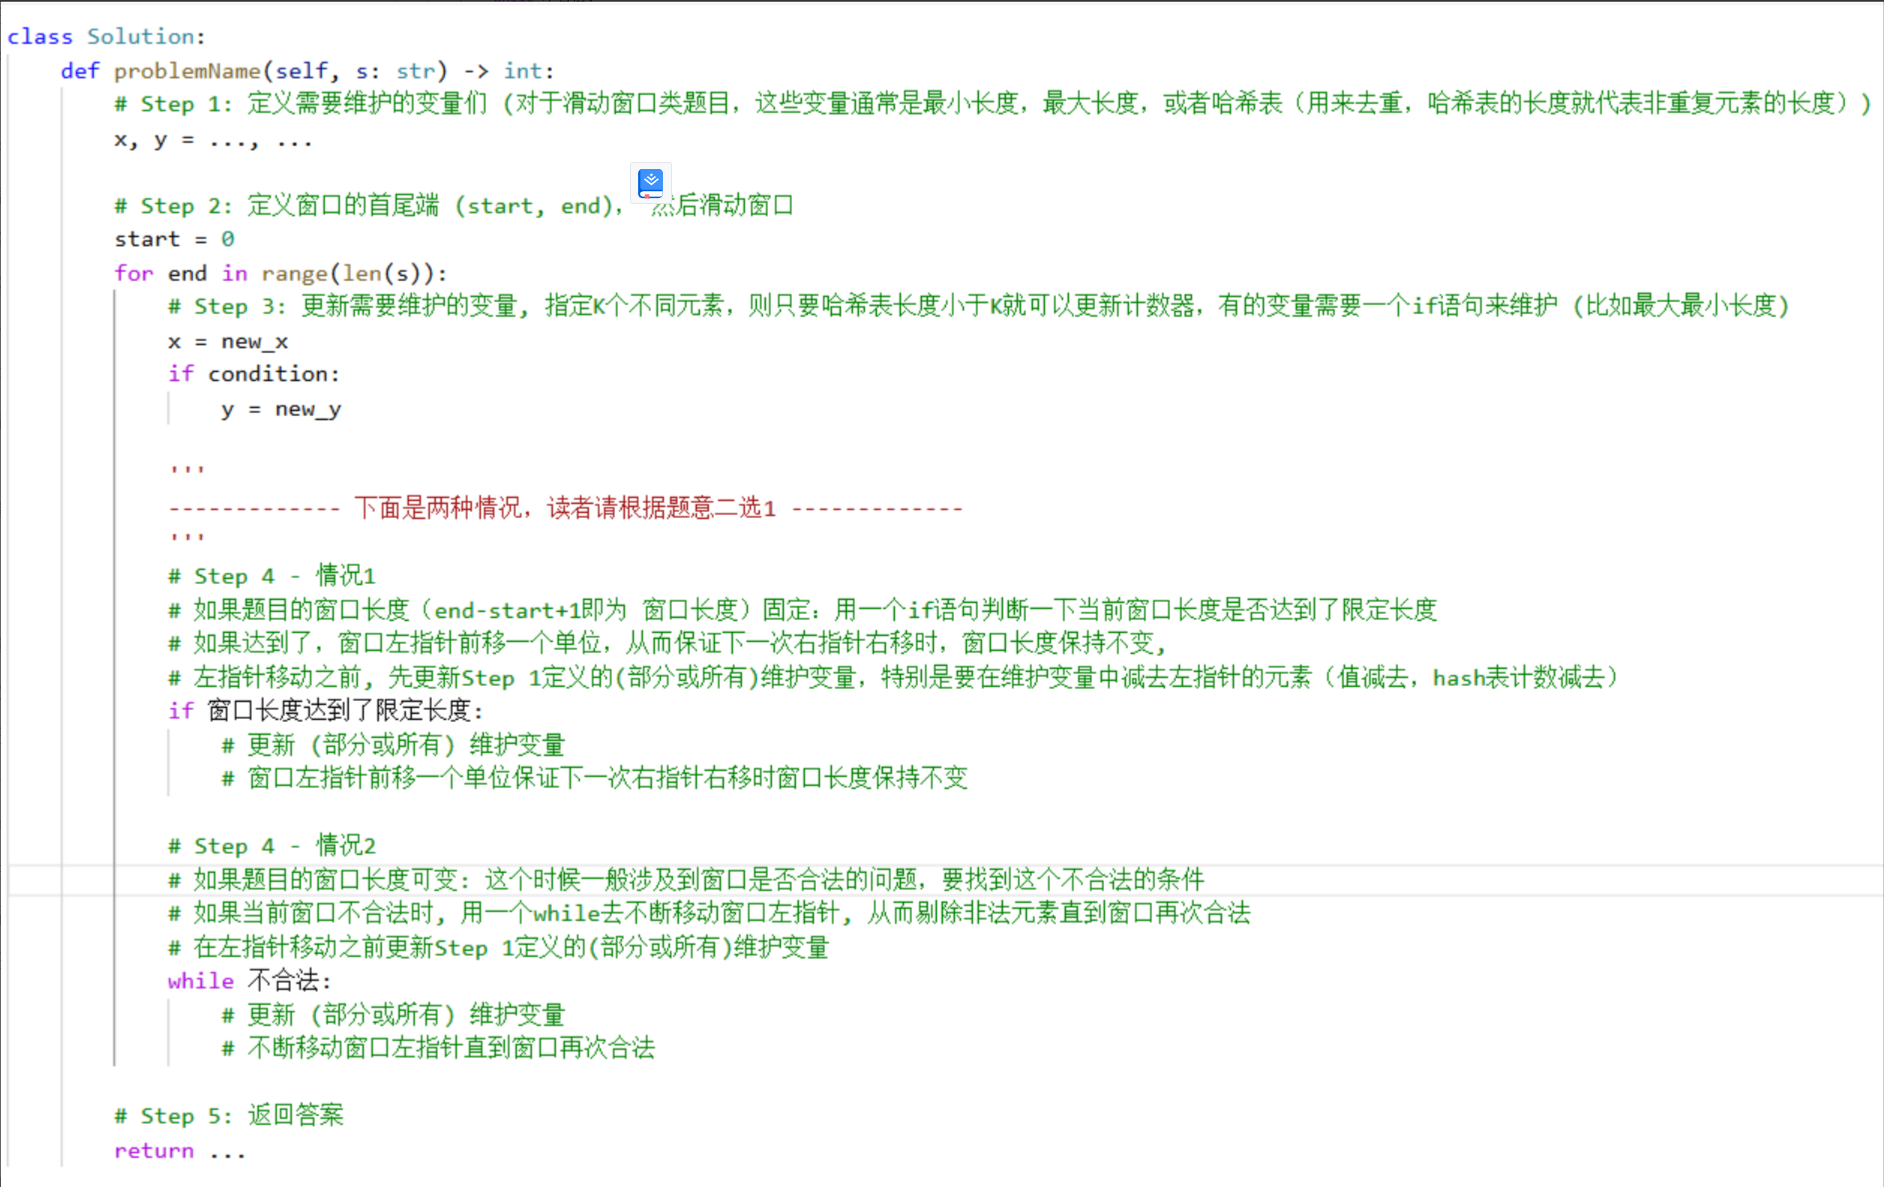 class Solution:
def problemName(self, s: str) -> int:
# Step 1: 定义需要维护的变量们 (对于滑动窗口类题目，这些变量通常是最小长度，最大长度，或者哈希表（用来去重，哈希表的长度就代表非重复元素的长度）)
x, y = ..., ...
# Step 2: 定义窗口的首尾端 (start, end)， 然后滑动窗口
start = 0
for end in range(len(s)):
# Step 3: 更新需要维护的变量, 指定K个不同元素，则只要哈希表长度小于K就可以更新计数器，有的变量需要一个if语句来维护 (比如最大最小长度)
x = new_x
if condition:
y = new_y
'''
------------- 下面是两种情况，读者请根据题意二选1 -------------
'''
# Step 4 - 情况1
# 如果题目的窗口长度（end-start+1即为 窗口长度）固定：用一个if语句判断一下当前窗口长度是否达到了限定长度
# 如果达到了，窗口左指针前移一个单位，从而保证下一次右指针右移时，窗口长度保持不变,
# 左指针移动之前, 先更新Step 1定义的(部分或所有)维护变量，特别是要在维护变量中减去左指针的元素（值减去，hash表计数减去）
if 窗口长度达到了限定长度:
# 更新 (部分或所有) 维护变量
# 窗口左指针前移一个单位保证下一次右指针右移时窗口长度保持不变
# Step 4 - 情况2
# 如果题目的窗口长度可变: 这个时候一般涉及到窗口是否合法的问题，要找到这个不合法的条件
# 如果当前窗口不合法时, 用一个while去不断移动窗口左指针, 从而剔除非法元素直到窗口再次合法
# 在左指针移动之前更新Step 1定义的(部分或所有)维护变量
while 不合法:
# 更新 (部分或所有) 维护变量
# 不断移动窗口左指针直到窗口再次合法
# Step 5: 返回答案
return ...